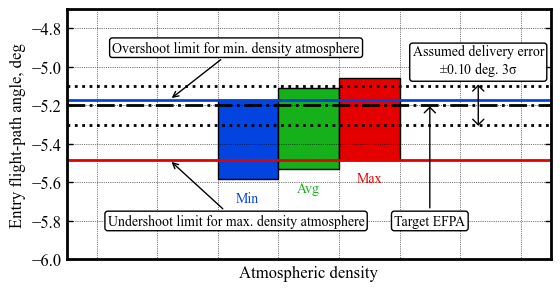 −4.8
Overshoot limit for min. density atmosphere
Assumed delivery error
±0.10 deg. 3σ
−5.0
−5.2
−5.4
−5.6
−5.8
−6.0
Entry flight-path angle, deg
Min
Avg
Max
Undershoot limit for max. density atmosphere
Target EFPA
Atmospheric density